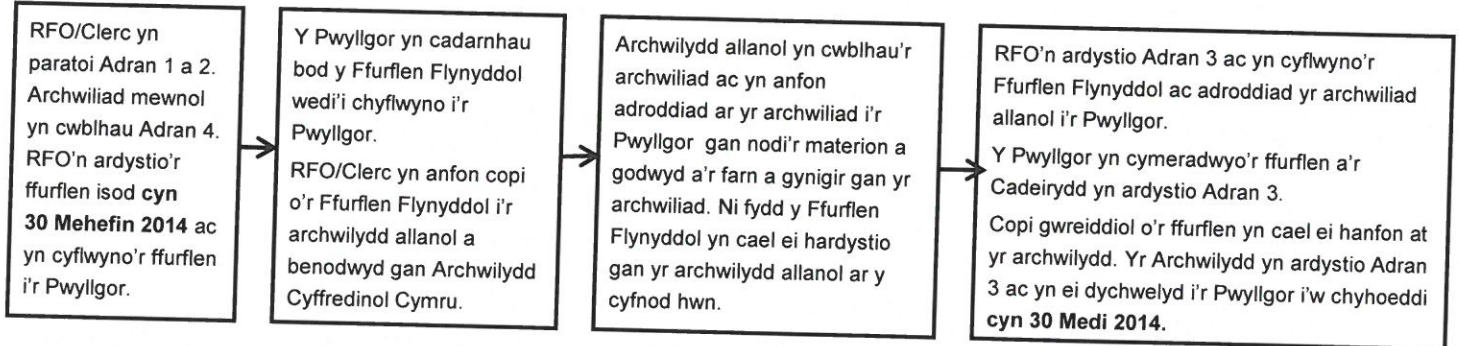 RFO/Clerc yn
paratoi Adran 1 a 2.
Archwiliad mewnol
yn cwblhau Adran 4.
RFO'n ardystio'r
ffurflen isod cyn
30 Mehefin 2014 ac
yn cyflwyno'r ffurflen
i'r Pwyllgor.
Y Pwyllgor yn cadarnhau
bod y Ffurflen Flynyddol
wedi'i chyflwyno i'r
Pwyllgor.
RFO/Clerc yn anfon copi
o'r Ffurflen Flynyddol i'r
archwilydd allanol a
benodwyd gan Archwilydd
Cyffredinol Cymru.
Archwilydd allanol yn cwblhau'r
archwiliad ac yn anfon
adroddiad ar yr archwiliad i'r
Pwyllgor gan nodi'r materion a
godwyd a'r farn a gynigir gan yr
archwiliad. Ni fydd y Ffurflen
Flynyddol yn cael ei hardystio
gan yr archwilydd allanol ar y
cyfnod hwn.
RFO'n ardystio Adran 3 ac yn cyflwyno'r
Ffurflen Flynyddol ac adroddiad yr archwiliad
allanol i'r Pwyllgor.
Y Pwyllgor yn cymeradwyo'r ffurflen a'r
Cadeirydd yn ardystio Adran 3.
Copi gwreiddiol o'r ffurflen yn cael ei hanfon at
yr archwilydd. Yr Archwilydd yn ardystio Adran
3 ac yn ei dychwelyd i'r Pwyllgor i'w chyhoeddi
cyn 30 Medi 2014.